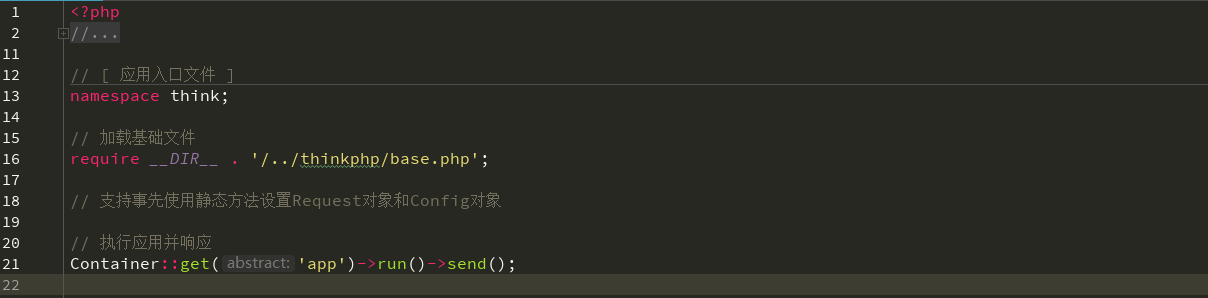 1 <?php
2 //...
11
12 // [ 应用入口文件 ]
13 namespace think;
14
15 // 加载基础文件
16 require __DIR__ . '/../thinkphp/base.php';
17
18 // 支持事先使用静态方法设置Request对象和Config对象
19
20 // 执行应用并响应
21 Container::get( abstract: 'app')->run()->send();
22